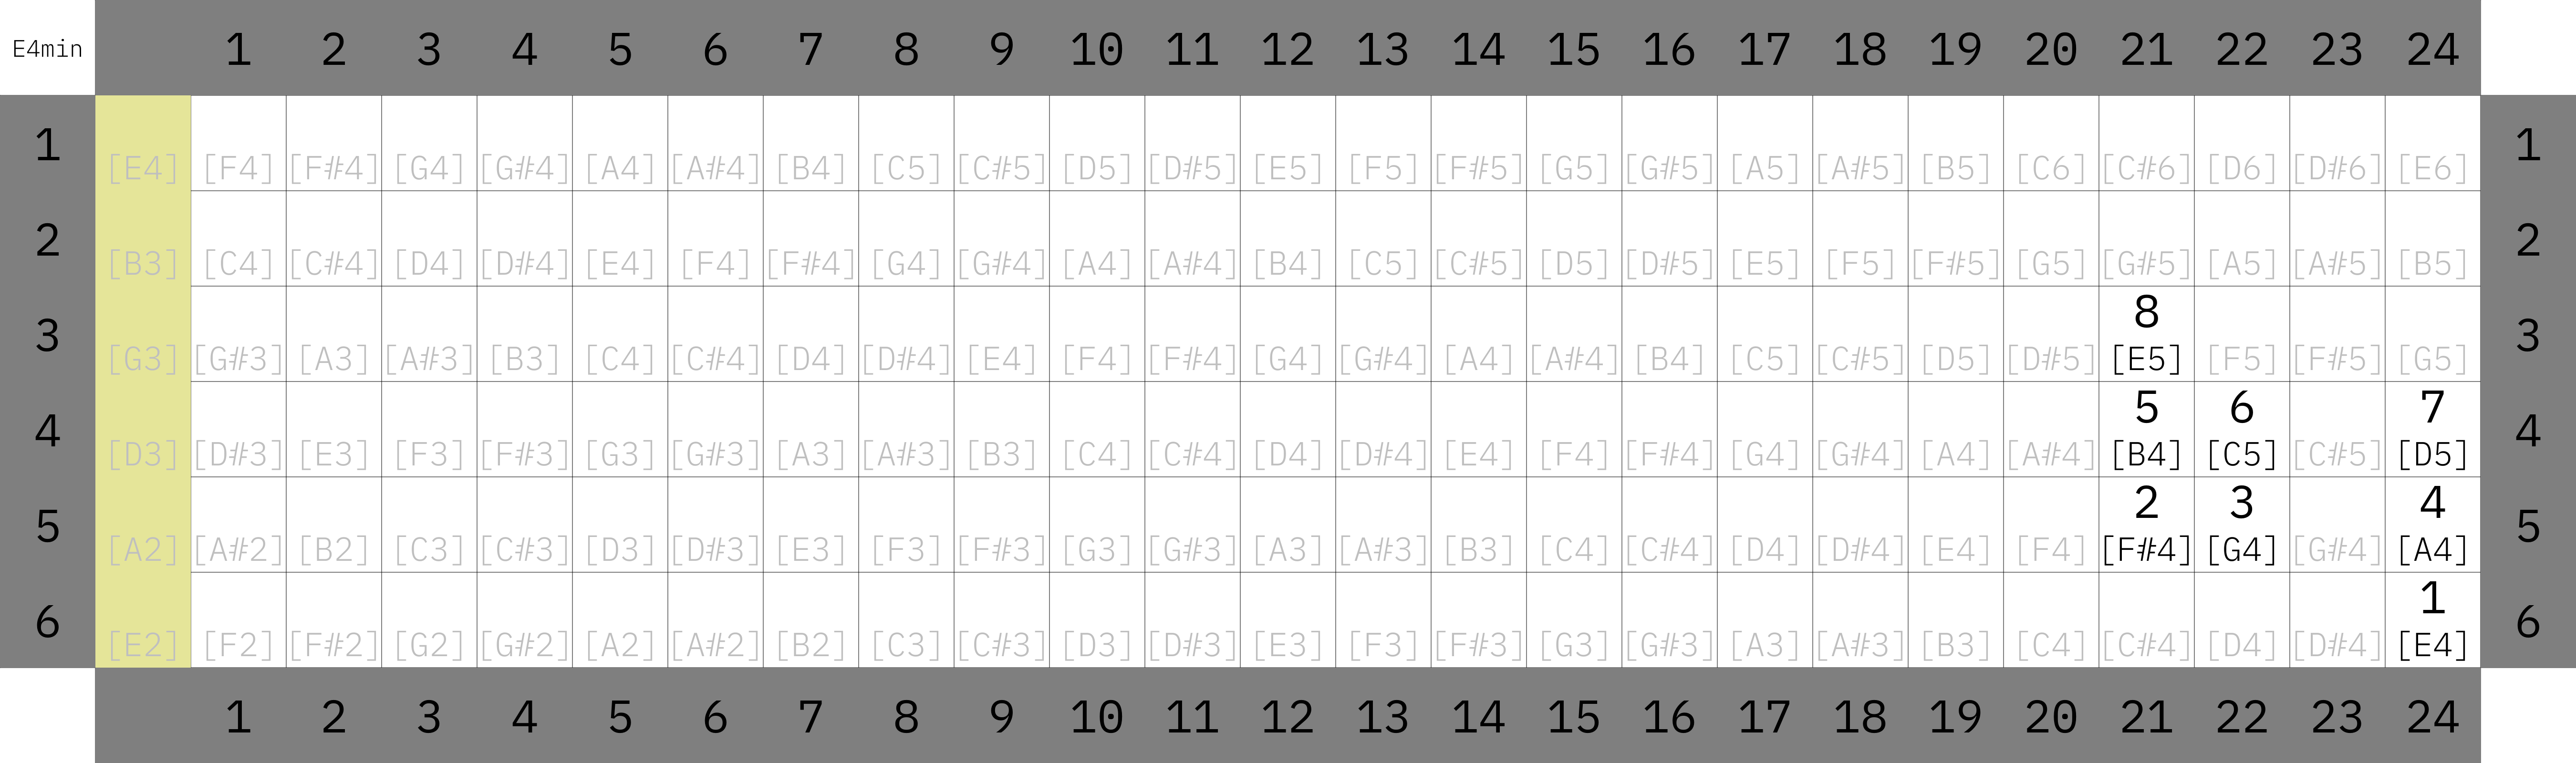 E4min 1 2 3 4 5 6 7 8 9 10 11 12 13 14 15 16 17 18 19 20 21 22 23 24
1 [E4] [F4] [F#4] [G4] [G#4] [A4] [A#4] [B4] [C5] [C#5] [D5] [D#5] [E5] [F5] [F#5] [G5] [G#5] [A5] [A#5] [B5] [C6] [C#6] [D6] [D#6] [E6] 1
2 [B3] [C4] [C#4] [D4] [D#4] [E4] [F4] [F#4] [G4] [G#4] [A4] [A#4] [B4] [C5] [C#5] [D5] [D#5] [E5] [F5] [F#5] [G5] [G#5] [A5] [A#5] [B5] 2
8
3 [G3] [G#3] [A3] [A#3] [B3] [C4] [C#4] [D4] [D#4] [E4] [F4] [F#4] [G4] [G#4] [A4] [A#4] [B4] [C5] [C#5] [D5] [D#5] [E5] [F5] [F#5] [G5] 3
5 6 7
4 [D3] [D#3] [E3] [F3] [F#3] [G3] [G#3] [A3] [A#3] [B3] [C4] [C#4] [D4] [D#4] [E4] [F4] [F#4] [G4] [G#4] [A4] [A#4] [B4] [C5] [C#5] [D5] 4
2 3 4
5 [A2] [A#2] [B2] [C3] [C#3] [D3] [D#3] [E3] [F3] [F#3] [G3] [G#3] [A3] [A#3] [B3] [C4] [C#4] [D4] [D#4] [E4] [F4] [F#4] [G4] [G#4] [A4] 5
1
6 [E2] [F2] [F#2] [G2] [G#2] [A2] [A#2] [B2] [C3] [C#3] [D3] [D#3] [E3] [F3] [F#3] [G3] [G#3] [A3] [A#3] [B3] [C4] [C#4] [D4] [D#4] [E4] 6
1 2 3 4 5 6 7 8 9 10 11 12 13 14 15 16 17 18 19 20 21 22 23 24